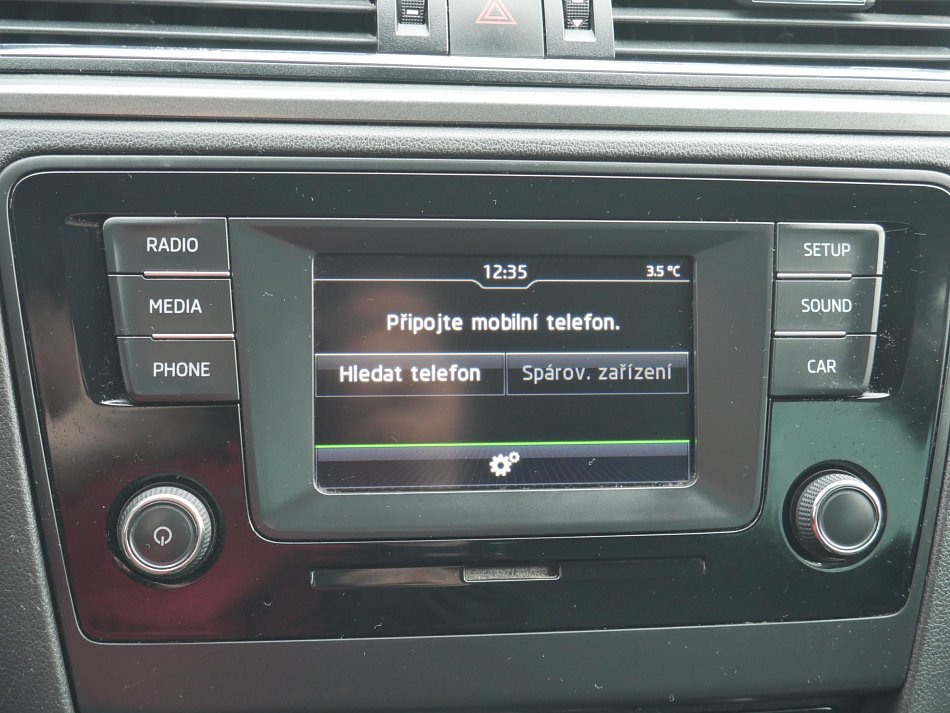 12:35 3.5 °C
RADIO
MEDIA
PHONE
Připojte mobilní telefon.
Hledat telefon Spárov. zařízení
SETUP
SOUND
CAR